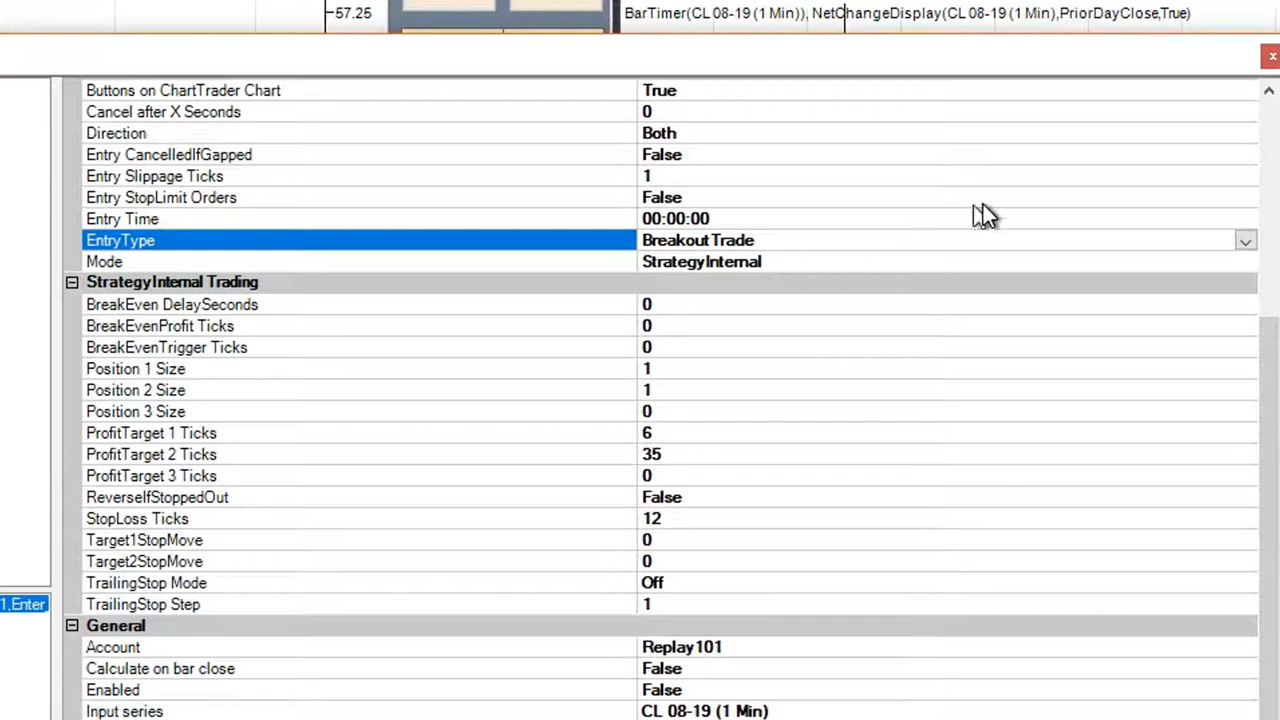 57.25
BarTimer(CL 08-19 (1 Min)), NetChangeDisplay(CL 08-19 (1 Min),PriorDayClose,True)
x
Buttons on ChartTrader Chart True
Cancel after X Seconds 0
Direction Both
Entry CancelledIfGapped False
Entry Slippage Ticks 1
Entry StopLimit Orders False
Entry Time 00:00:00
EntryType BreakoutTrade
Mode StrategyInternal
StrategyInternal Trading
BreakEven DelaySeconds 0
BreakEvenProfit Ticks 0
BreakEvenTrigger Ticks 0
Position 1 Size 1
Position 2 Size 1
Position 3 Size 0
ProfitTarget 1 Ticks 6
ProfitTarget 2 Ticks 35
ProfitTarget 3 Ticks 0
ReverseIfStoppedOut False
StopLoss Ticks 12
Target1StopMove 0
Target2StopMove 0
TrailingStop Mode Off
1,Enter TrailingStop Step 1
General
Account Replay101
Calculate on bar close False
Enabled False
Input series CL 08-19 (1 Min)